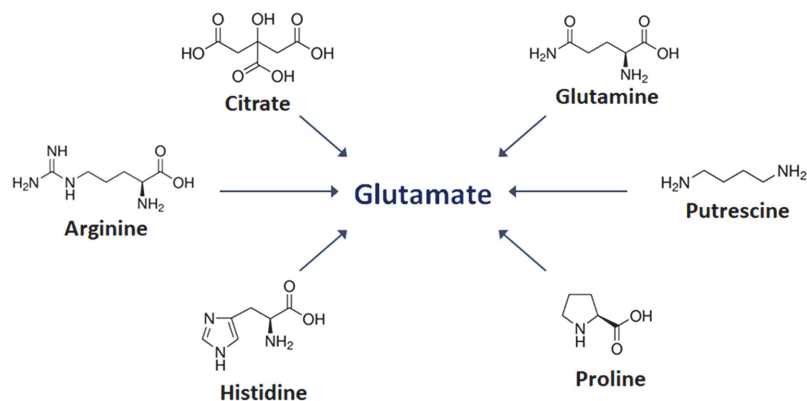 O
OH
O
HO
OH
O
OH
Citrate
O
O
H₂N
OH
NH₂
Glutamine
NH
O
H₂N
N
H
OH
NH₂
Arginine
Glutamate
H₂N
NH₂
Putrescine
O
N
OH
N
H
NH₂
Histidine
N
H
OH
O
Proline